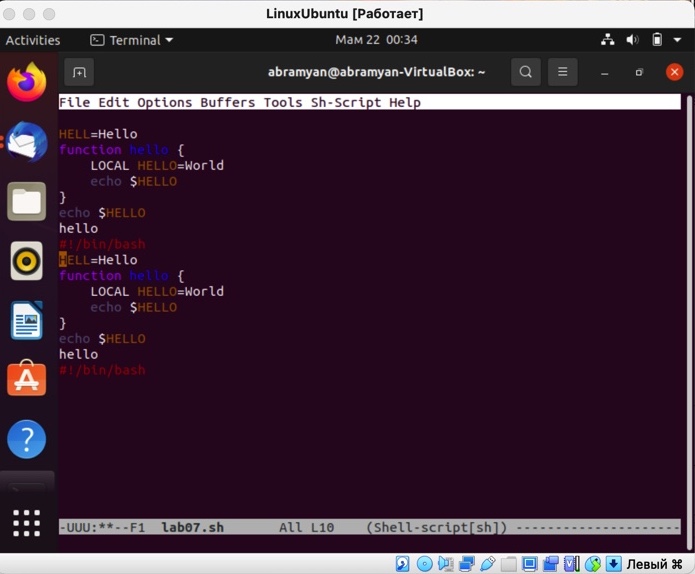 LinuxUbuntu [Работает]
Activities Terminal Мам 22 00:34
abramyan@abramyan-VirtualBox: ~
File Edit Options Buffers Tools Sh-Script Help
HELL=Hello
function hello {
    LOCAL HELLO=World
    echo $HELLO
}
echo $HELLO
hello
#!/bin/bash
HELL=Hello
function hello {
    LOCAL HELLO=World
    echo $HELLO
}
echo $HELLO
hello
#!/bin/bash
-UUU:**--F1  lab07.sh       All L10    (Shell-script[sh]) ---------------------
Левый ⌘